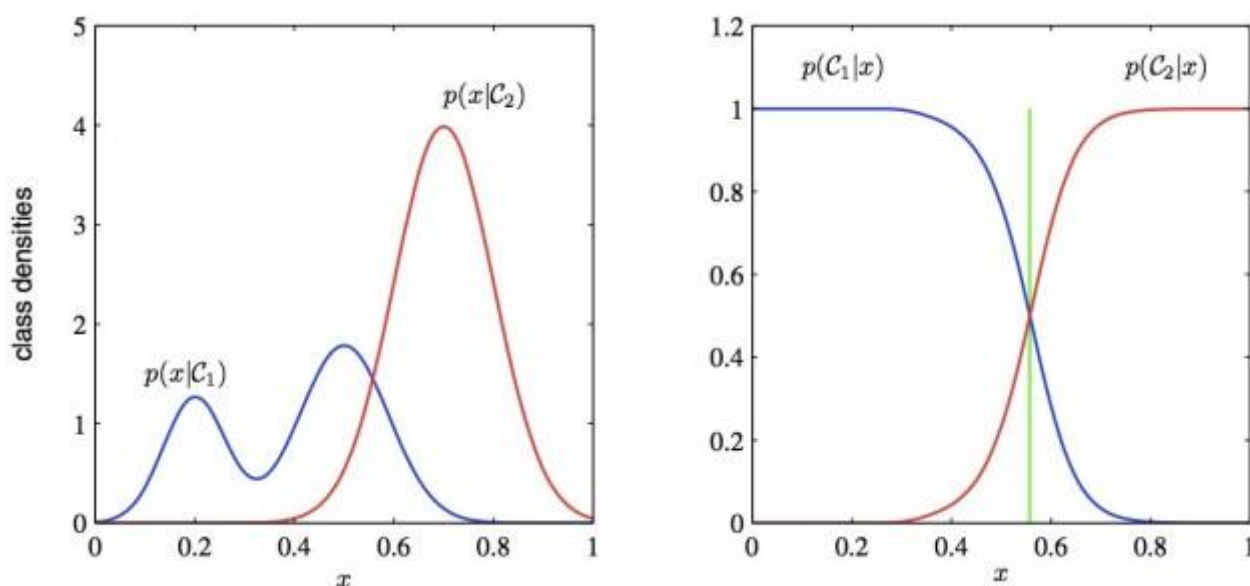 5
4
3
2
1
0
class densities
p(x|C₂)
p(x|C₁)
0 0.2 0.4 0.6 0.8 1
x
1.2
1
0.8
0.6
0.4
0.2
0
p(C₁|x) p(C₂|x)
0 0.2 0.4 0.6 0.8 1
x